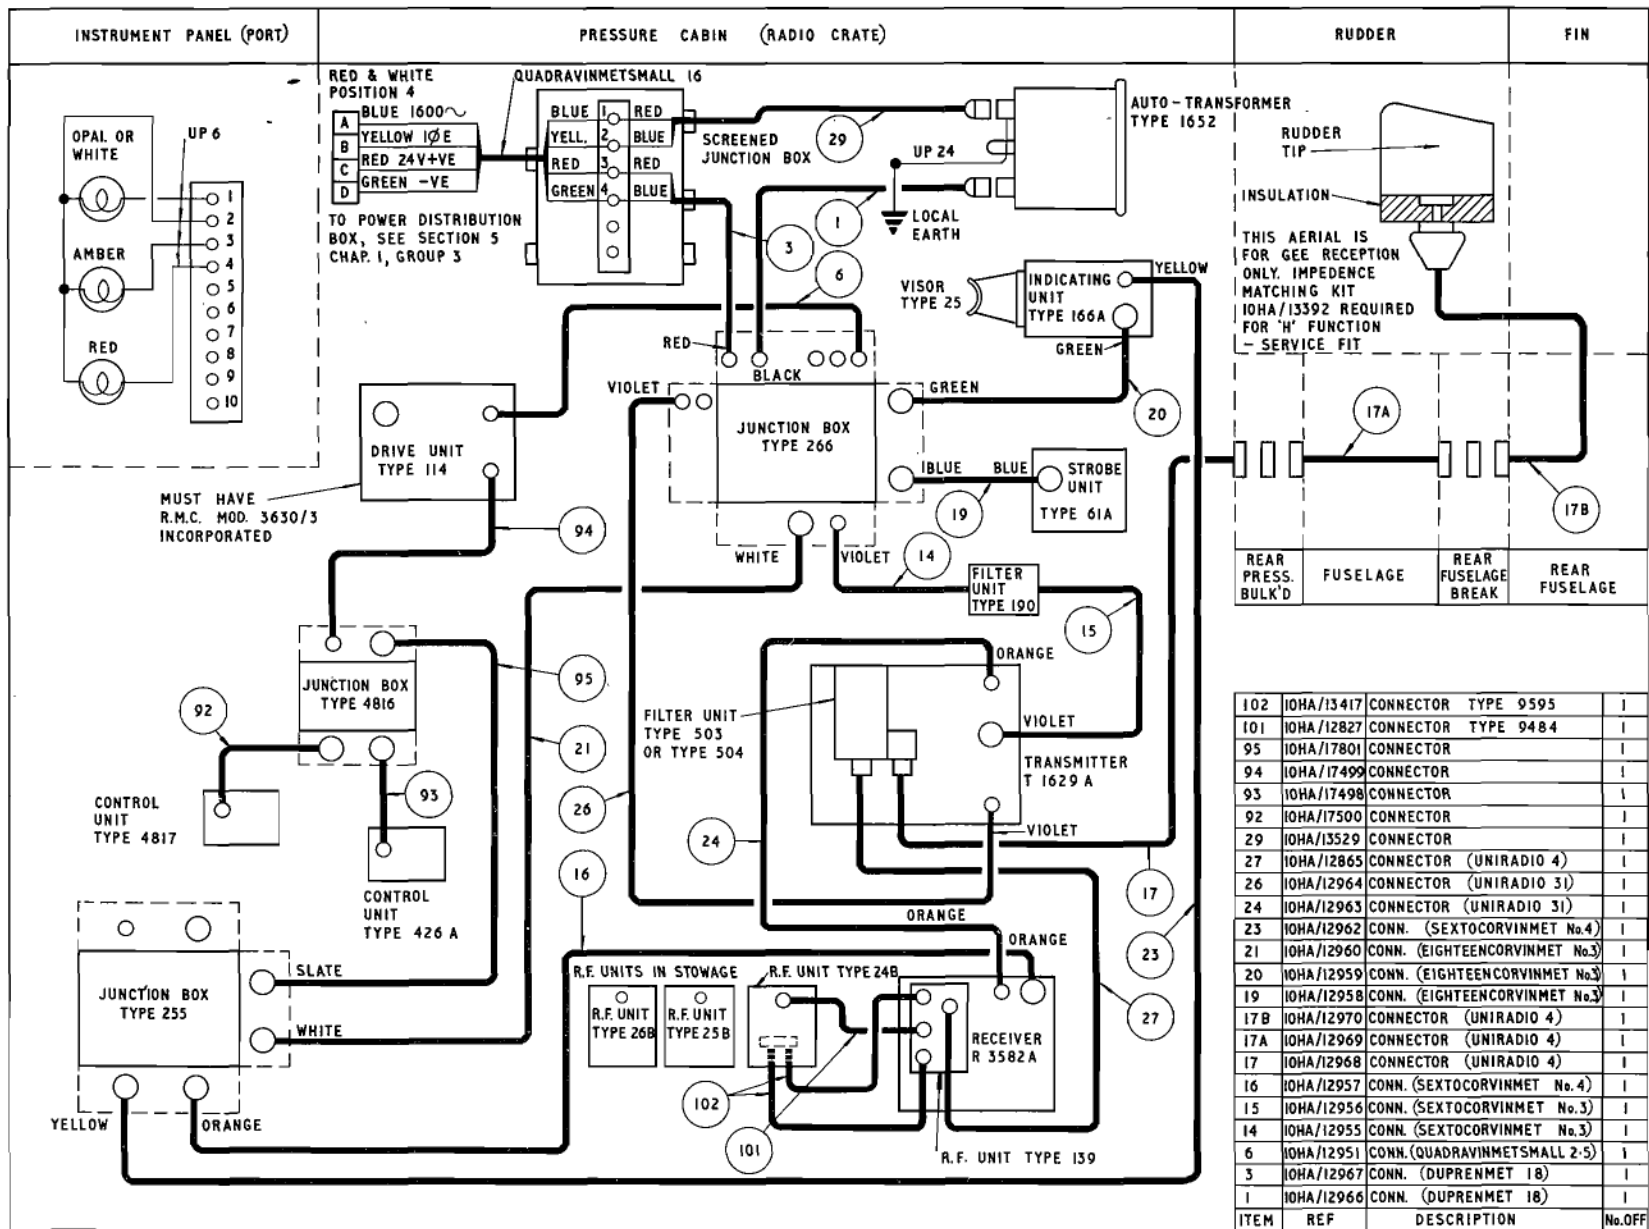 INSTRUMENT PANEL (PORT)
PRESSURE CABIN (RADIO CRATE)
RUDDER
FIN
OPAL OR
WHITE
UP 6
AMBER
RED
1
2
3
4
5
6
7
8
9
10
RED & WHITE
POSITION 4
A
B
C
D
BLUE 1600~
YELLOW 1ØE
RED 24V+VE
GREEN -VE
TO POWER DISTRIBUTION
BOX, SEE SECTION 5
CHAP. 1, GROUP 3
QUADRAVINMETSMALL 16
BLUE 1 RED
YELL. 2 BLUE
RED 3 RED
GREEN 4 BLUE
SCREENED
JUNCTION BOX
29
UP 24
AUTO-TRANSFORMER
TYPE 1652
1
LOCAL
EARTH
3
6
VISOR
TYPE 25
INDICATING
UNIT
TYPE 166A
YELLOW
GREEN
20
RUDDER
TIP
INSULATION
THIS AERIAL IS
FOR GEE RECEPTION
ONLY. IMPEDENCE
MATCHING KIT
10HA/13392 REQUIRED
FOR 'H' FUNCTION
- SERVICE FIT
17A
17B
REAR
PRESS.
BULK'D
FUSELAGE
REAR
FUSELAGE
BREAK
REAR
FUSELAGE
RED
BLACK
VIOLET
GREEN
JUNCTION BOX
TYPE 266
BLUE
BLUE
STROBE
UNIT
TYPE 61A
19
WHITE
VIOLET
14
FILTER
UNIT
TYPE 190
15
DRIVE UNIT
TYPE 114
MUST HAVE
R.M.C. MOD. 3630/3
INCORPORATED
94
JUNCTION BOX
TYPE 4816
95
92
93
CONTROL
UNIT
TYPE 4817
CONTROL
UNIT
TYPE 426 A
21
26
16
FILTER UNIT
TYPE 503
OR TYPE 504
ORANGE
VIOLET
TRANSMITTER
T 1629 A
VIOLET
24
17
23
27
ORANGE
ORANGE
JUNCTION BOX
TYPE 255
SLATE
WHITE
YELLOW
ORANGE
R.F. UNITS IN STOWAGE
R.F. UNIT
TYPE 26B
R.F. UNIT
TYPE 25B
R.F. UNIT TYPE 24B
RECEIVER
R 3582A
102
101
R.F. UNIT TYPE 139
102 10HA/13417 CONNECTOR TYPE 9595 1
101 10HA/12827 CONNECTOR TYPE 9484 1
95 10HA/17801 CONNECTOR 1
94 10HA/17499 CONNECTOR 1
93 10HA/17498 CONNECTOR 1
92 10HA/17500 CONNECTOR 1
29 10HA/13529 CONNECTOR 1
27 10HA/12865 CONNECTOR (UNIRADIO 4) 1
26 10HA/12964 CONNECTOR (UNIRADIO 31) 1
24 10HA/12963 CONNECTOR (UNIRADIO 31) 1
23 10HA/12962 CONN. (SEXTOCORVINMET No.4) 1
21 10HA/12960 CONN. (EIGHTEENCORVINMET No.3) 1
20 10HA/12959 CONN. (EIGHTEENCORVINMET No.3) 1
19 10HA/12958 CONN. (EIGHTEENCORVINMET No.3) 1
17B 10HA/12970 CONNECTOR (UNIRADIO 4) 1
17A 10HA/12969 CONNECTOR (UNIRADIO 4) 1
17 10HA/12968 CONNECTOR (UNIRADIO 4) 1
16 10HA/12957 CONN. (SEXTOCORVINMET No.4) 1
15 10HA/12956 CONN. (SEXTOCORVINMET No.3) 1
14 10HA/12955 CONN. (SEXTOCORVINMET No.3) 1
6 10HA/12951 CONN. (QUADRAVINMETSMALL 2·5) 1
3 10HA/12967 CONN. (DUPRENMET 18) 1
1 10HA/12966 CONN. (DUPRENMET 18) 1
ITEM REF DESCRIPTION No.OFF